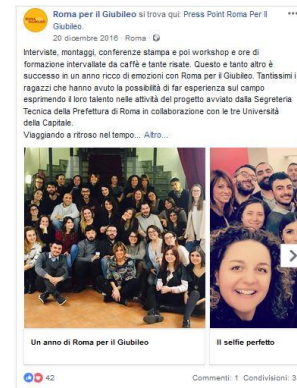 Roma per il Giubileo si trova qui: Press Point Roma Per Il
Giubileo.
20 dicembre 2016 · Roma ·
Interviste, montaggi, conferenze stampa e poi workshop e ore di
formazione intervallate da caffè e tante risate. Questo e tanto altro è
successo in un anno ricco di emozioni con Roma per il Giubileo. Tantissimi i
ragazzi che hanno avuto la possibilità di far esperienza sul campo
esprimendo il loro talento nelle attività del progetto avviato dalla Segreteria
Tecnica della Prefettura di Roma in collaborazione con le tre Università
della Capitale.
Viaggiando a ritroso nel tempo... Altro...
Un anno di Roma per il Giubileo
Il selfie perfetto
42
Commenti: 1 Condivisioni: 3